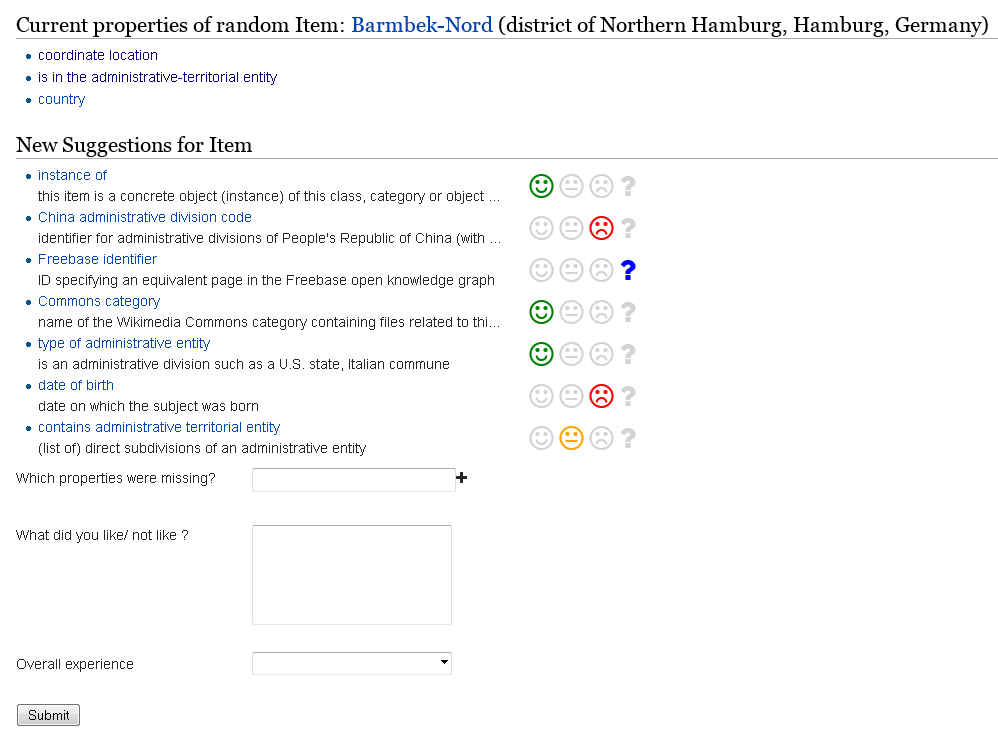 Current properties of random Item: Barmbek-Nord (district of Northern Hamburg, Hamburg, Germany)
coordinate location
is in the administrative-territorial entity
country
New Suggestions for Item
instance of
this item is a concrete object (instance) of this class, category or object ...
China administrative division code
identifier for administrative divisions of People's Republic of China (with ...
Freebase identifier
ID specifying an equivalent page in the Freebase open knowledge graph
Commons category
name of the Wikimedia Commons category containing files related to thi...
type of administrative entity
is an administrative division such as a U.S. state, Italian commune
date of birth
date on which the subject was born
contains administrative territorial entity
(list of) direct subdivisions of an administrative entity
Which properties were missing?
What did you like/ not like ?
Overall experience
Submit